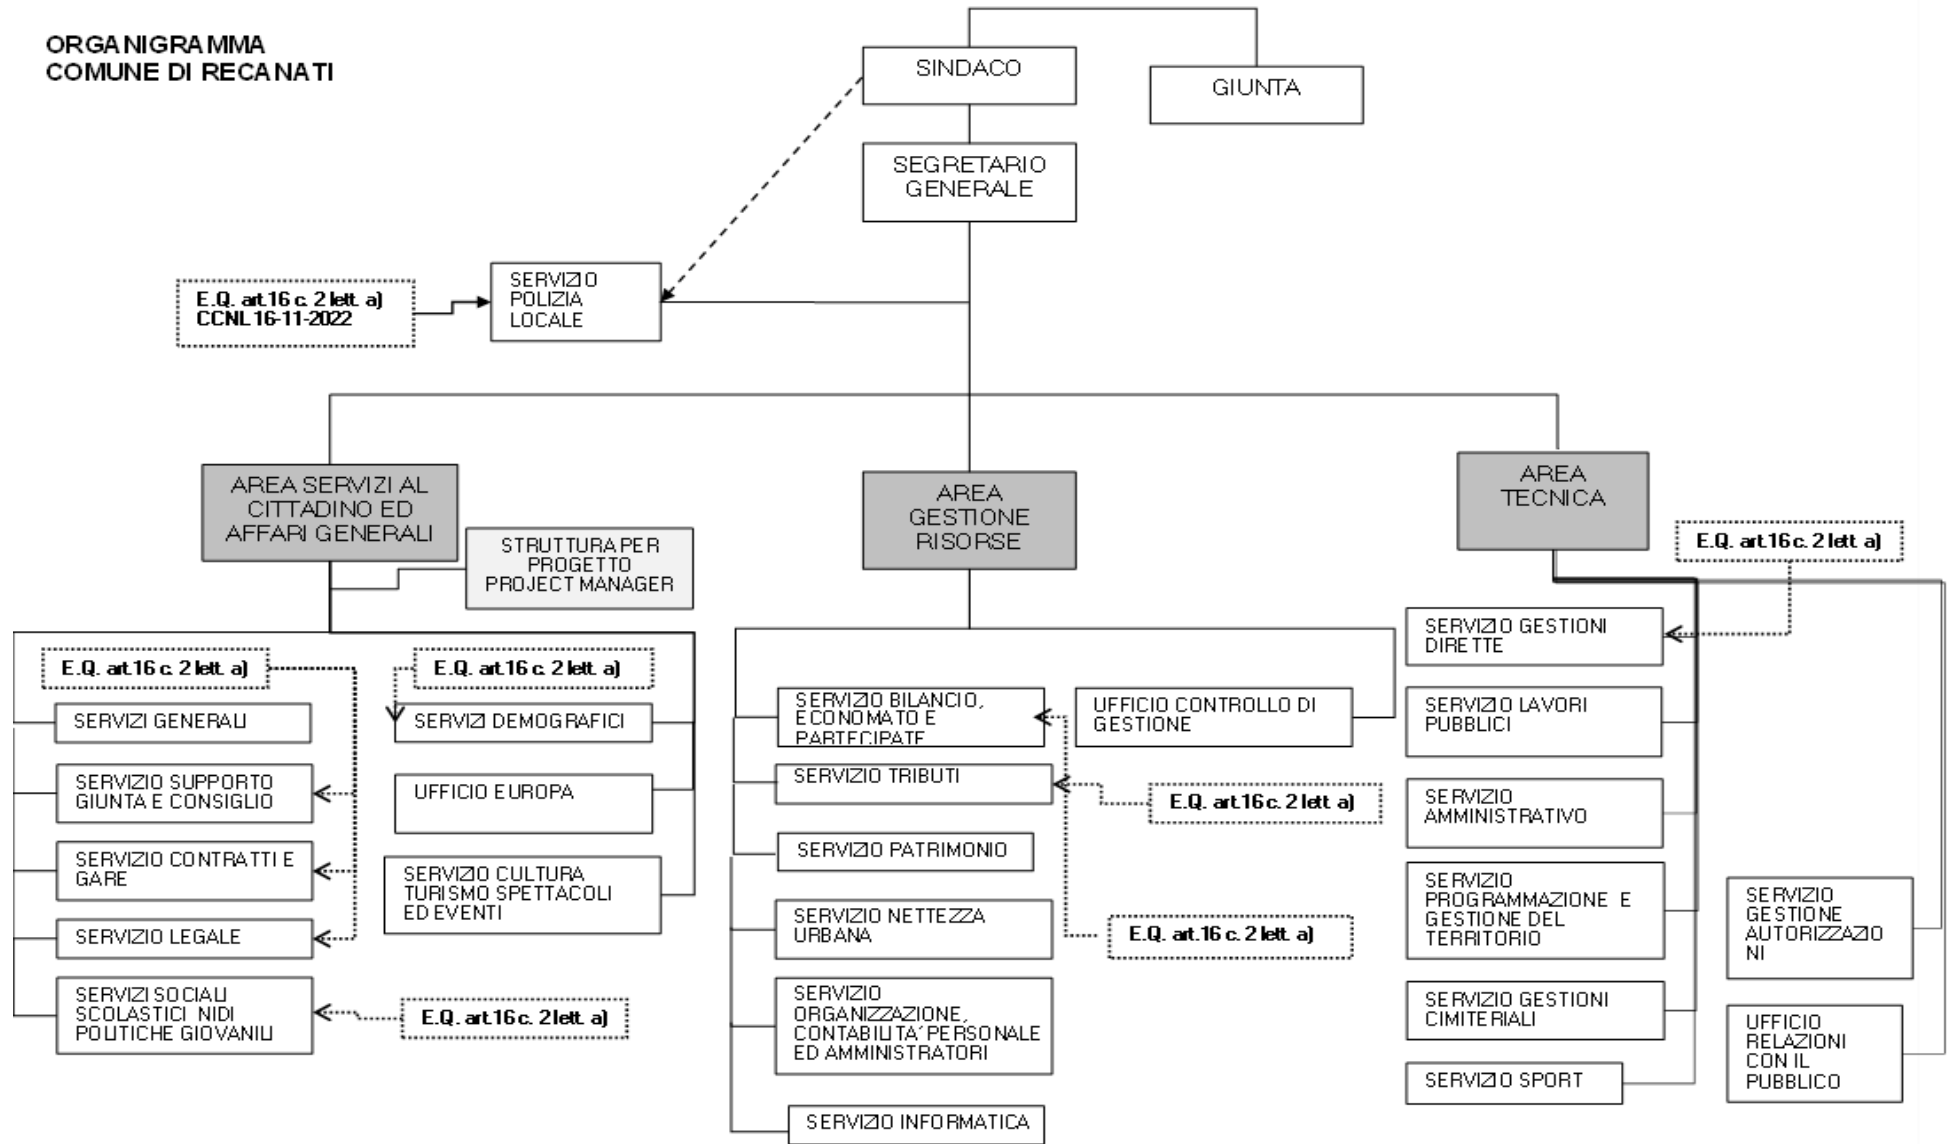 ORGANIGRAMMA
COMUNE DI RECANATI
SINDACO
GIUNTA
SEGRETARIO
GENERALE
E.Q. art.16 c. 2 lett. a)
CCNL 16-11-2022
SERVIZIO
POLIZIA
LOCALE
AREA SERVIZI AL
CITTADINO ED
AFFARI GENERALI
STRUTTURA PER
PROGETTO
PROJECT MANAGER
AREA
GESTIONE
RISORSE
AREA
TECNICA
E.Q. art.16 c. 2 lett. a)
E.Q. art.16 c. 2 lett. a)
SERVIZI GENERALI
SERVIZIO SUPPORTO
GIUNTA E CONSIGLIO
SERVIZIO CONTRATTI E
GARE
SERVIZIO LEGALE
SERVIZI SOCIALI
SCOLASTICI NIDI
POLITICHE GIOVANILI
E.Q. art.16 c. 2 lett. a)
SERVIZI DEMOGRAFICI
UFFICIO EUROPA
SERVIZIO CULTURA
TURISMO SPETTACOLI
ED EVENTI
E.Q. art.16 c. 2 lett. a)
SERVIZIO BILANCIO,
ECONOMATO E
PARTECIPATE
UFFICIO CONTROLLO DI
GESTIONE
SERVIZIO TRIBUTI
E.Q. art.16 c. 2 lett. a)
SERVIZIO PATRIMONIO
SERVIZIO NETTEZZA
URBANA
E.Q. art.16 c. 2 lett. a)
SERVIZIO
ORGANIZZAZIONE,
CONTABILITA' PERSONALE
ED AMMINISTRATORI
SERVIZIO INFORMATICA
SERVIZIO GESTIONI
DIRETTE
SERVIZIO LAVORI
PUBBLICI
SERVIZIO
AMMINISTRATIVO
SERVIZIO
PROGRAMMAZIONE E
GESTIONE DEL
TERRITORIO
SERVIZIO GESTIONI
CIMITERIALI
SERVIZIO SPORT
SERVIZIO
GESTIONE
AUTORIZZAZIO
NI
UFFICIO
RELAZIONI
CON IL
PUBBLICO